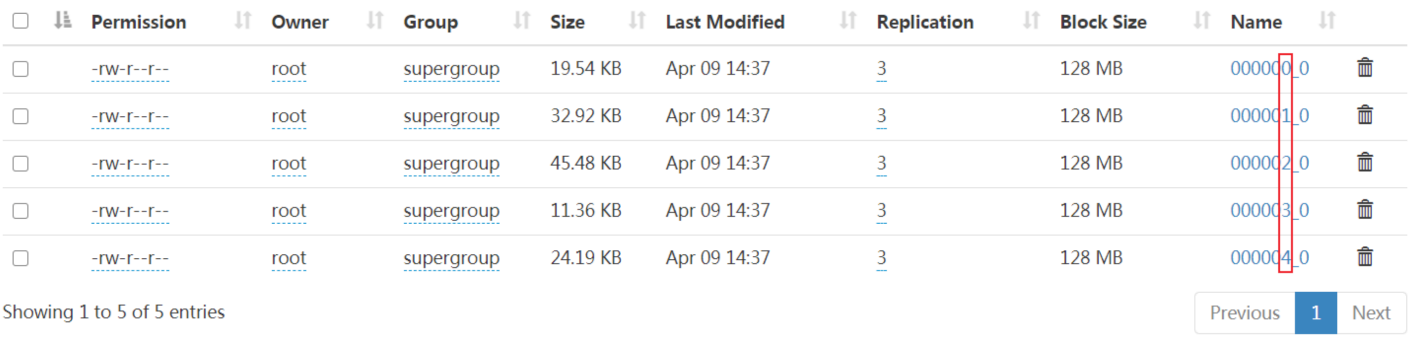 Permission Owner Group Size Last Modified Replication Block Size Name
-rw-r--r-- root supergroup 19.54 KB Apr 09 14:37 3 128 MB 000000_0
-rw-r--r-- root supergroup 32.92 KB Apr 09 14:37 3 128 MB 000001_0
-rw-r--r-- root supergroup 45.48 KB Apr 09 14:37 3 128 MB 000002_0
-rw-r--r-- root supergroup 11.36 KB Apr 09 14:37 3 128 MB 000003_0
-rw-r--r-- root supergroup 24.19 KB Apr 09 14:37 3 128 MB 000004_0
Showing 1 to 5 of 5 entries Previous 1 Next